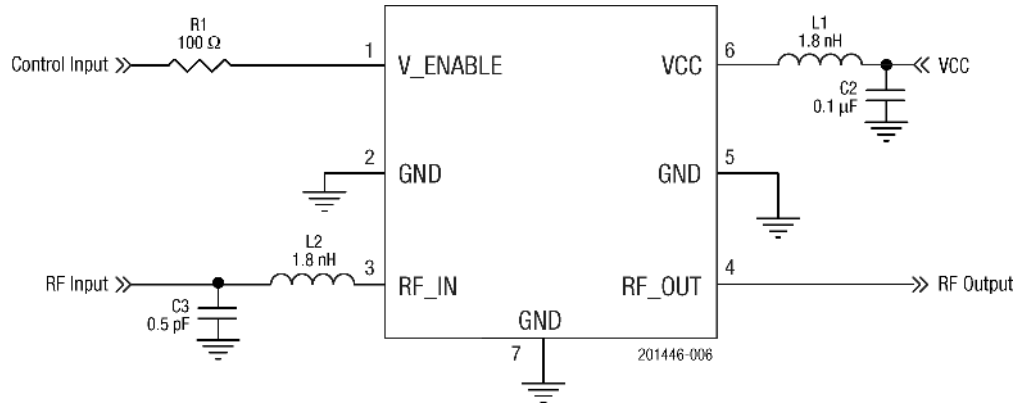 R1
100 Ω
Control Input
1
V_ENABLE
VCC
6
L1
1.8 nH
VCC
C2
0.1 μF
2
GND
GND
5
L2
1.8 nH
RF Input
3
RF_IN
RF_OUT
4
RF Output
C3
0.5 pF
GND
7
201446-006